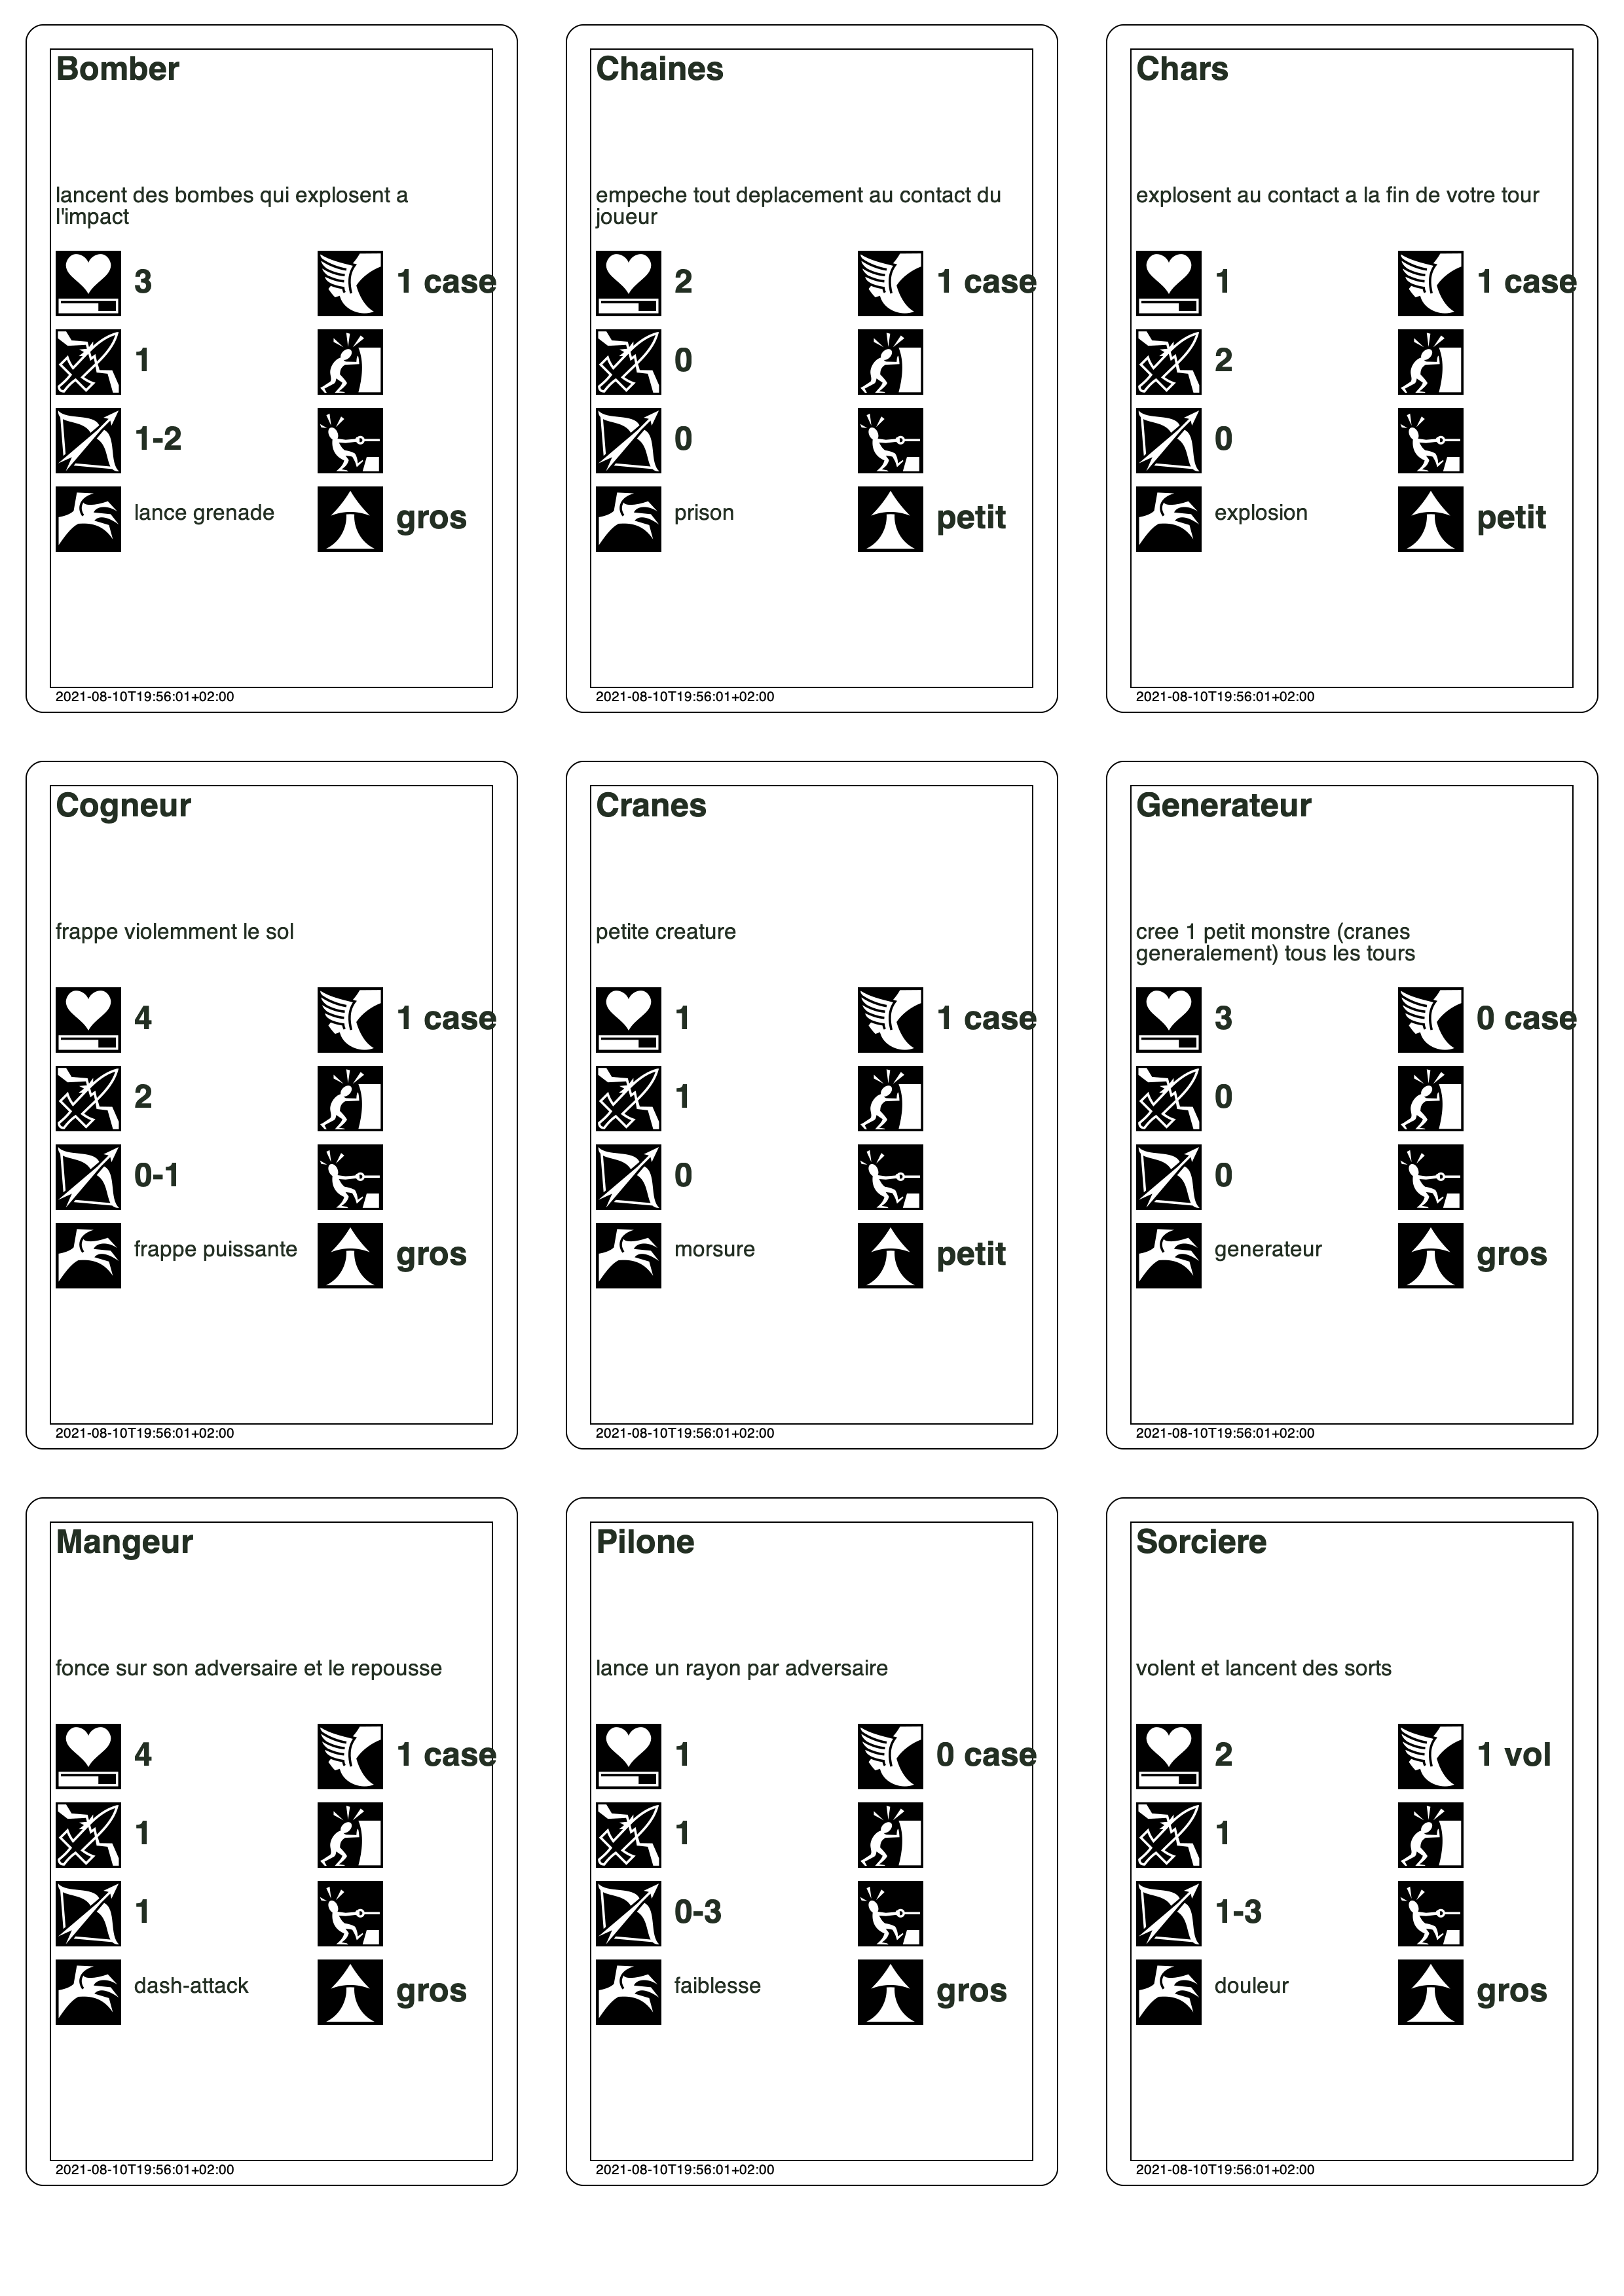 Bomber
lancent des bombes qui explosent a
l'impact
3
1 case
1
1-2
lance grenade
gros
2021-08-10T19:56:01+02:00
Chaines
empeche tout deplacement au contact du
joueur
2
1 case
0
0
prison
petit
2021-08-10T19:56:01+02:00
Chars
explosent au contact a la fin de votre tour
1
1 case
2
0
explosion
petit
2021-08-10T19:56:01+02:00
Cogneur
frappe violemment le sol
4
1 case
2
0-1
frappe puissante
gros
2021-08-10T19:56:01+02:00
Cranes
petite creature
1
1 case
1
0
morsure
petit
2021-08-10T19:56:01+02:00
Generateur
cree 1 petit monstre (cranes
generalement) tous les tours
3
0 case
0
0
generateur
gros
2021-08-10T19:56:01+02:00
Mangeur
fonce sur son adversaire et le repousse
4
1 case
1
1
dash-attack
gros
2021-08-10T19:56:01+02:00
Pilone
lance un rayon par adversaire
1
0 case
1
0-3
faiblesse
gros
2021-08-10T19:56:01+02:00
Sorciere
volent et lancent des sorts
2
1 vol
1
1-3
douleur
gros
2021-08-10T19:56:01+02:00